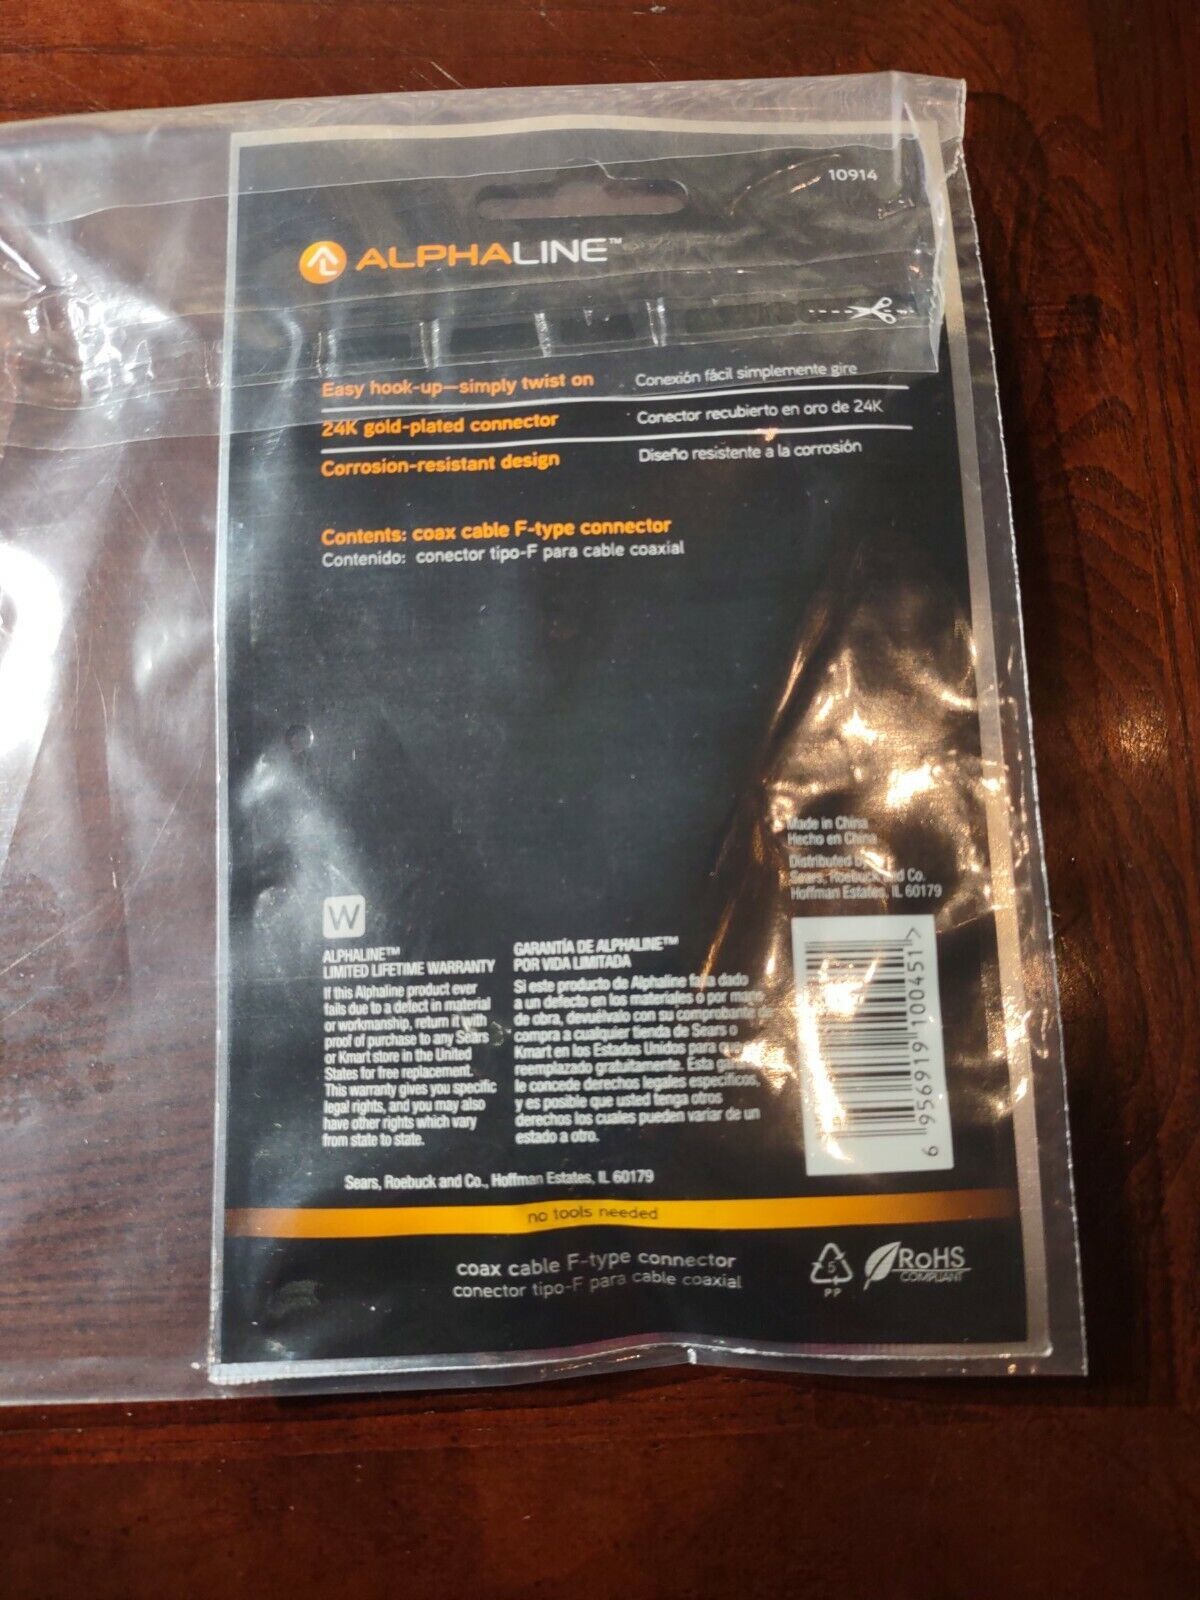 10914
ALPHALINE™
Easy hook-up—simply twist on
Conexión fácil simplemente gire
24K gold-plated connector
Conector recubierto en oro de 24K
Corrosion-resistant design
Diseño resistente a la corrosión
Contents: coax cable F-type connector
Contenido: conector tipo-F para cable coaxial
Made in China
Hecho en China
Distributed by
Sears, Roebuck and Co.
Hoffman Estates, IL 60179
W
ALPHALINE™
LIMITED LIFETIME WARRANTY
If this Alphaline product ever
fails due to a defect in material
or workmanship, return it with
proof of purchase to any Sears
or Kmart store in the United
States for free replacement.
This warranty gives you specific
legal rights, and you may also
have other rights which vary
from state to state.
GARANTÍA DE ALPHALINE™
POR VIDA LIMITADA
Si este producto de Alphaline falla dado
a un defecto en los materiales ó por mano
de obra, devuélvalo con su comprobante de
compra a cualquier tienda de Sears o
Kmart en los Estados Unidos para que
reemplazado gratuitamente. Esta
le concede derechos legales específicos,
y es posible que usted tenga otros
derechos los cuales pueden variar de un
estado a otro.
6 95691 91 00451 >
Sears, Roebuck and Co., Hoffman Estates, IL 60179
no tools needed
coax cable F-type connector
conector tipo-F para cable coaxial
5
PP
RoHS
COMPLIANT